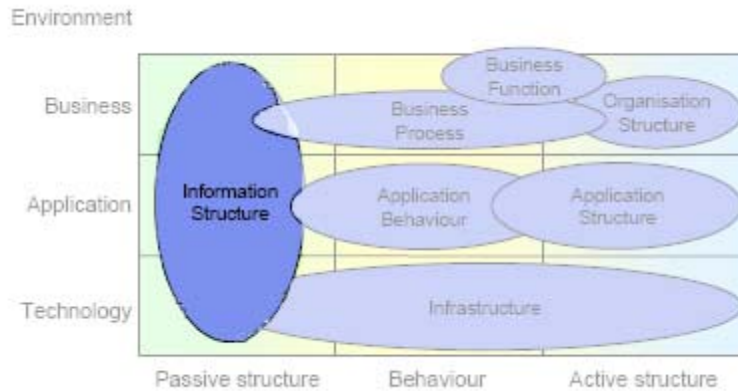 Environment
Business
Function
Business
Business
Process
Organisation
Structure
Application
Information
Structure
Application
Behaviour
Application
Structure
Technology
Infrastructure
Passive structure
Behaviour
Active structure